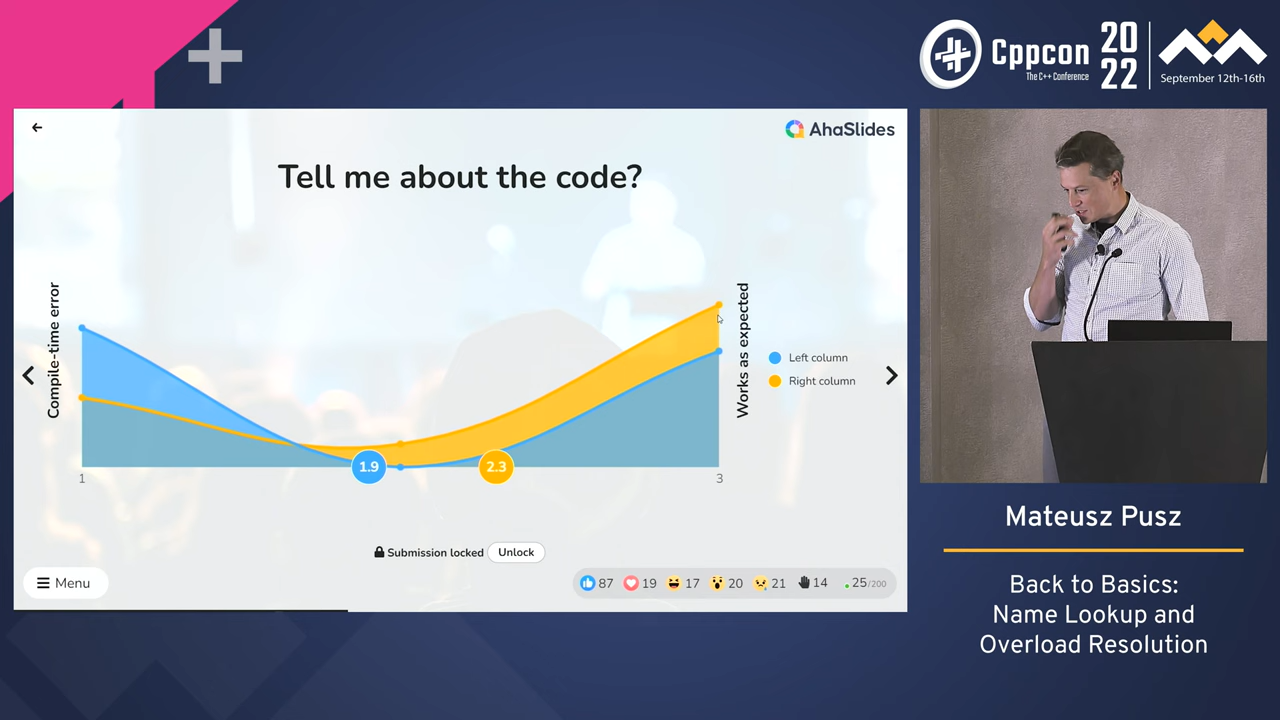 Cppcon
The C++ Conference
20
22
September 12th-16th
AhaSlides
Tell me about the code?
Compile-time error
Works as expected
Left column
Right column
1.9
2.3
1
3
Submission locked
Unlock
Menu
87
19
17
20
21
14
25/200
Mateusz Pusz
Back to Basics:
Name Lookup and
Overload Resolution